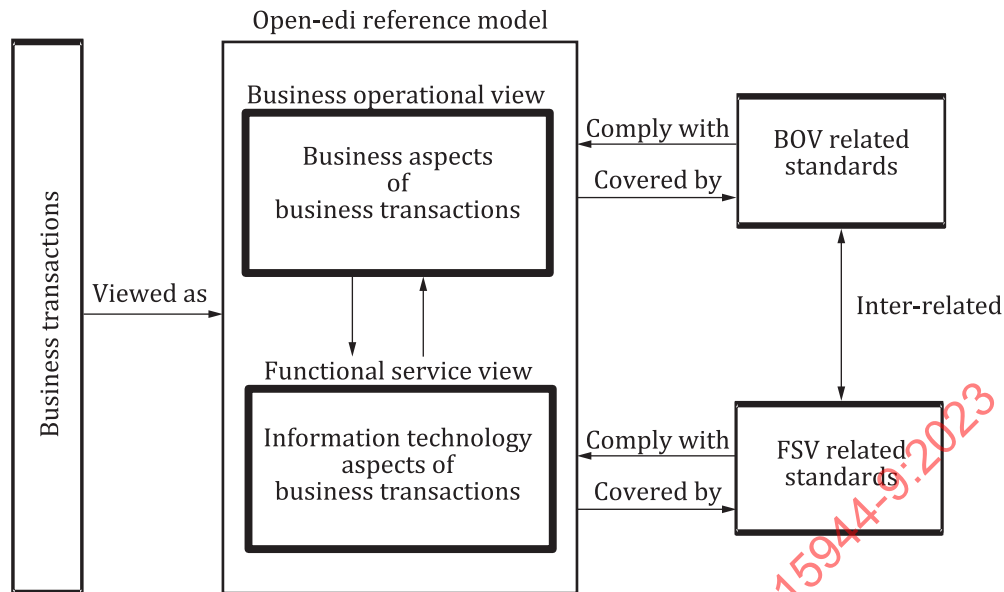 Open-edi reference model
Business transactions
Viewed as
Business operational view
Business aspects
of
business transactions
Functional service view
Information technology
aspects of
business transactions
Comply with
Covered by
BOV related
standards
Inter-related
Comply with
Covered by
FSV related
standards
15944-9:2023